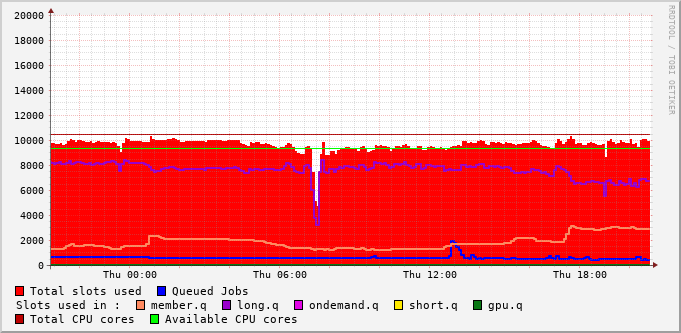 20000
18000
16000
14000
12000
10000
8000
6000
4000
2000
0
Thu 00:00 Thu 06:00 Thu 12:00 Thu 18:00
RRDTOOL / TOBI OETIKER
Total slots used Queued Jobs
Slots used in : member.q long.q ondemand.q short.q gpu.q
Total CPU cores Available CPU cores